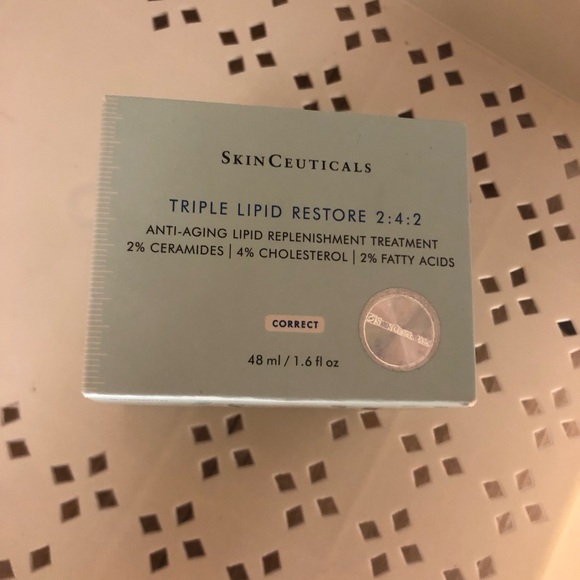 SKINCEUTICALS
TRIPLE LIPID RESTORE 2:4:2
ANTI-AGING LIPID REPLENISHMENT TREATMENT
2% CERAMIDES | 4% CHOLESTEROL | 2% FATTY ACIDS
CORRECT
48 ml / 1.6 fl oz